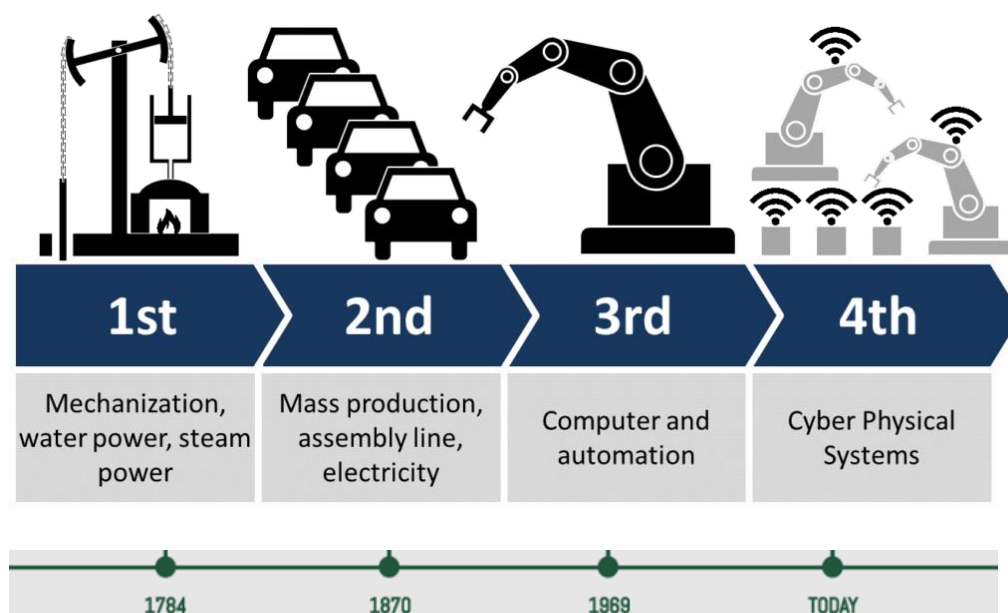 1st
2nd
3rd
4th
Mechanization,
water power, steam
power
Mass production,
assembly line,
electricity
Computer and
automation
Cyber Physical
Systems
1784
1870
1969
TODAY